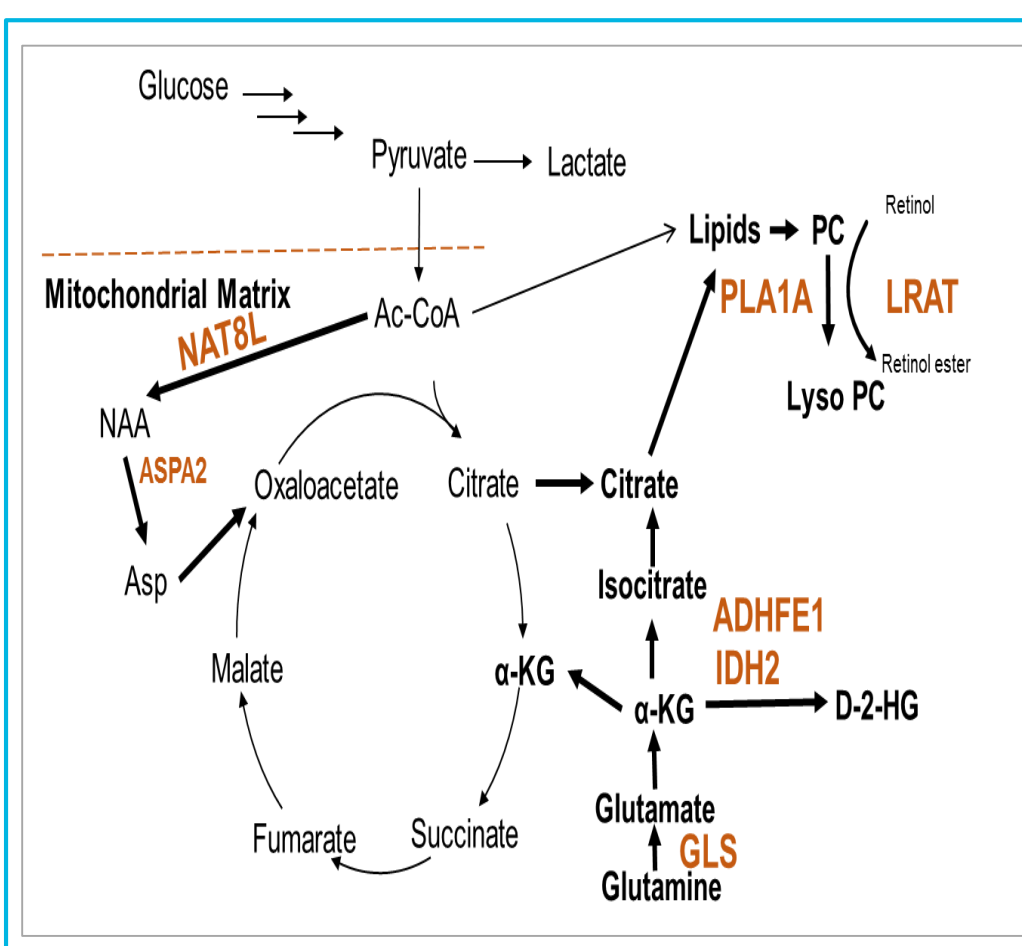 Glucose
Pyruvate
Lactate
Retinol
Lipids
PC
Mitochondrial Matrix
PLA1A
LRAT
Ac-CoA
NAT8L
Retinol ester
Lyso PC
NAA
ASPA2
Oxaloacetate
Citrate
Citrate
Asp
Isocitrate
ADHFE1
IDH2
Malate
α-KG
α-KG
D-2-HG
Glutamate
Fumarate
Succinate
GLS
Glutamine